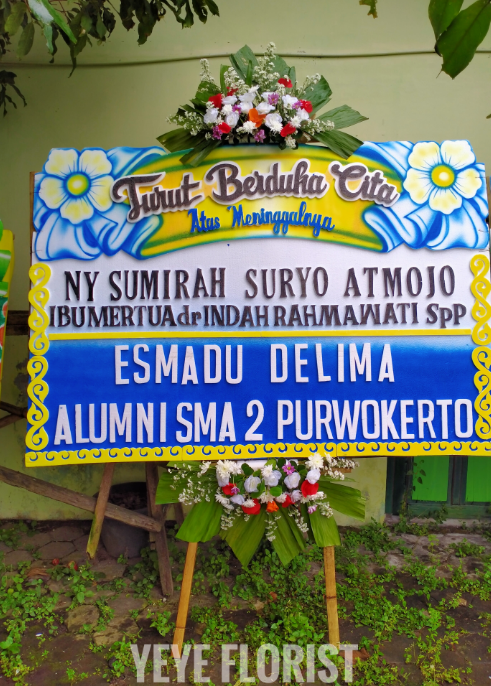 Turut Berduka Cita
Atas Meninggalnya
NY SUMIRAH SURYO ATMOJO
IBU MERTUA dr INDAH RAHMAWATI SpP
ESMADU DELIMA
ALUMNI SMA 2 PURWOKERTO
YEYE FLORIST